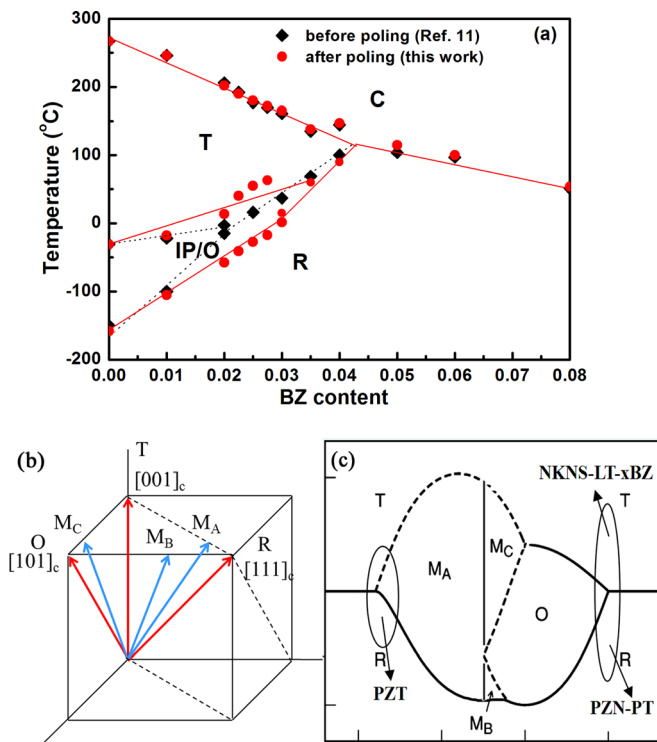 (a)
before poling (Ref. 11)
after poling (this work)
C
T
IP/O
R
Temperature (°C)
300
200
100
0
-100
-200
0.00 0.01 0.02 0.03 0.04 0.05 0.06 0.07 0.08
BZ content
(b)
T
[001]c
MC
MB
MA
O
[101]c
R
[111]c
(c)
NKNS-LT-xBZ
T
T
MA
MC
O
R
R
PZT
MB
PZN-PT